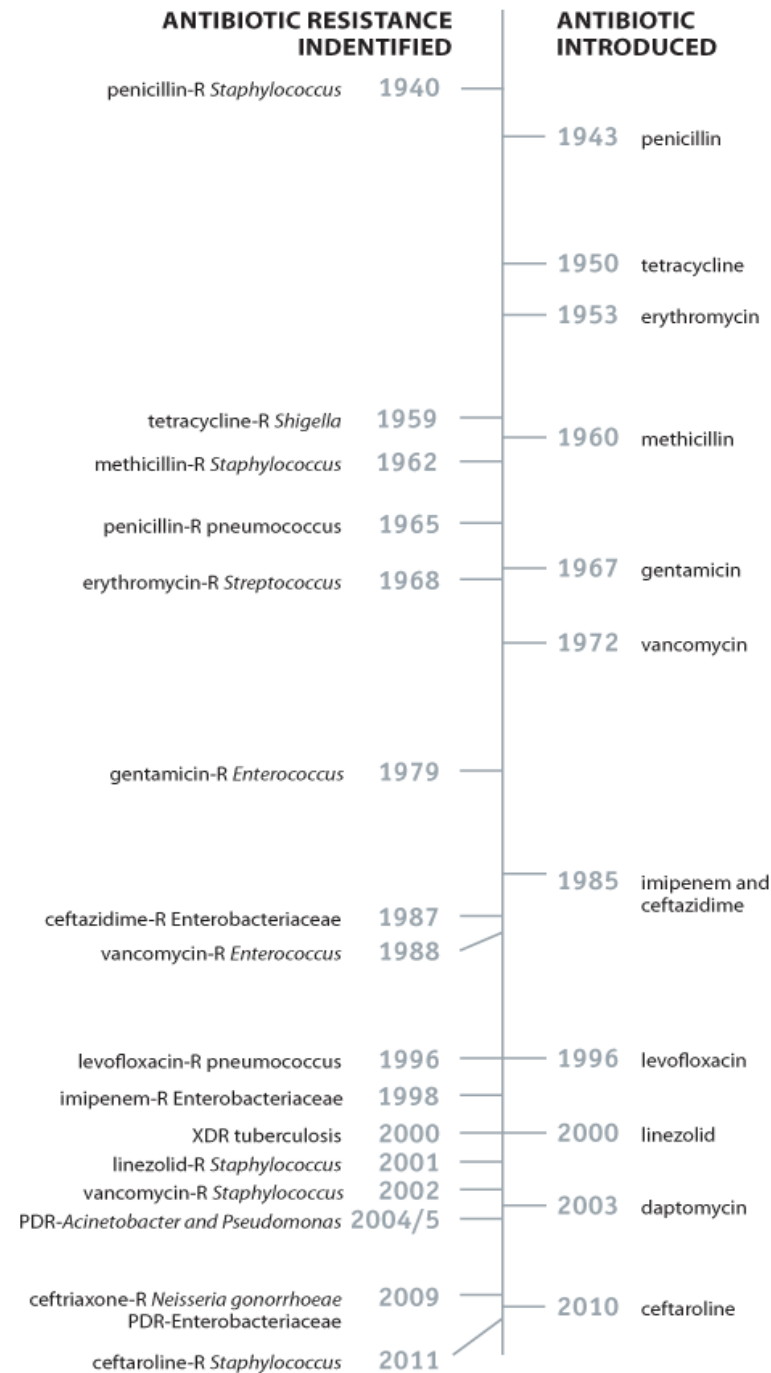 ANTIBIOTIC RESISTANCE
INDENTIFIED
ANTIBIOTIC
INTRODUCED
penicillin-R Staphylococcus 1940
1943 penicillin
1950 tetracycline
1953 erythromycin
tetracycline-R Shigella 1959
1960 methicillin
methicillin-R Staphylococcus 1962
penicillin-R pneumococcus 1965
1967 gentamicin
erythromycin-R Streptococcus 1968
1972 vancomycin
gentamicin-R Enterococcus 1979
1985 imipenem and
ceftazidime
ceftazidime-R Enterobacteriaceae 1987
vancomycin-R Enterococcus 1988
levofloxacin-R pneumococcus 1996
1996 levofloxacin
imipenem-R Enterobacteriaceae 1998
XDR tuberculosis 2000
2000 linezolid
linezolid-R Staphylococcus 2001
vancomycin-R Staphylococcus 2002
2003 daptomycin
PDR-Acinetobacter and Pseudomonas 2004/5
ceftriaxone-R Neisseria gonorrhoeae 2009
PDR-Enterobacteriaceae
2010 ceftaroline
ceftaroline-R Staphylococcus 2011